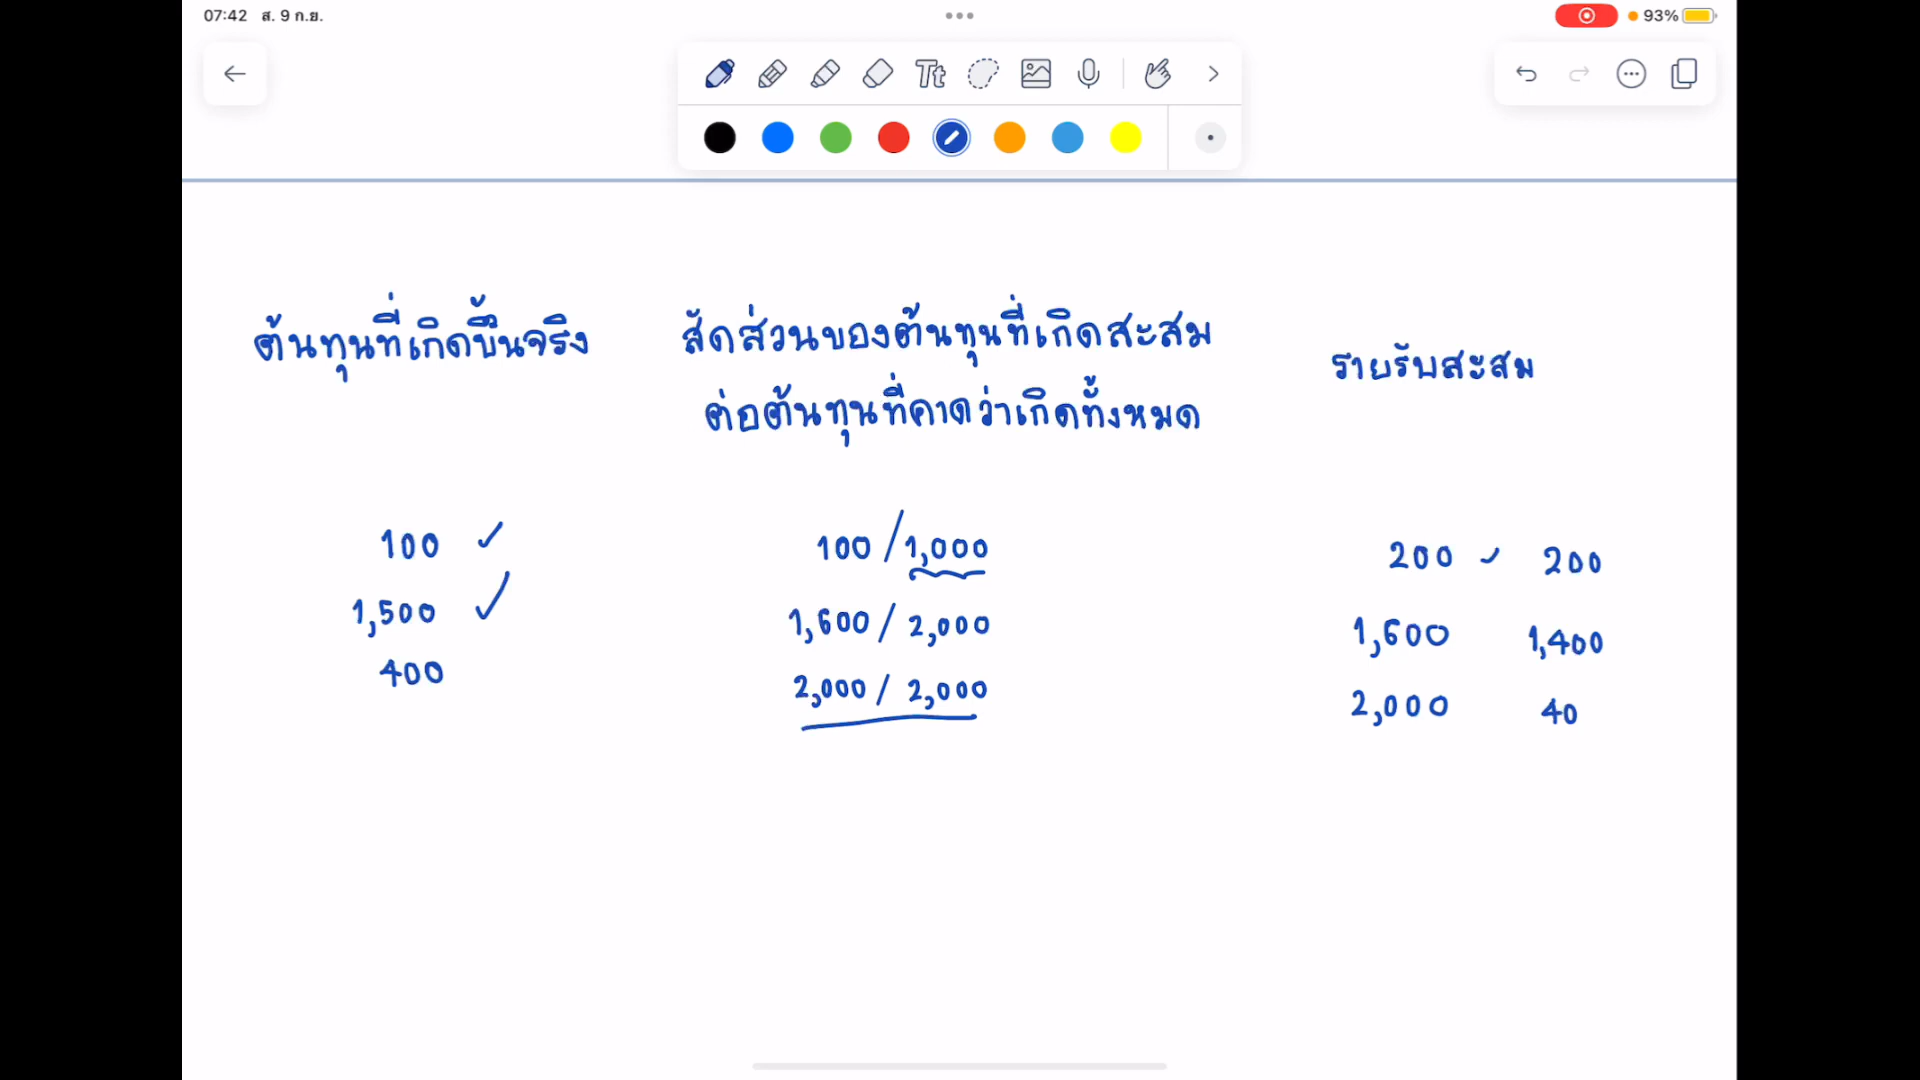 07:42 ส. 9 ก.ย.
93%
Tt
ต้นทุนที่เกิดขึ้นจริง
สัดส่วนของต้นทุนที่เกิดสะสม
ต่อต้นทุนที่คาดว่าเกิดทั้งหมด
รายรับสะสม
100 ✓ 100 / 1,000 200 ✓ 200
1,500 ✓ 1,600 / 2,000 1,600 1,400
400 2,000 / 2,000 2,000 40